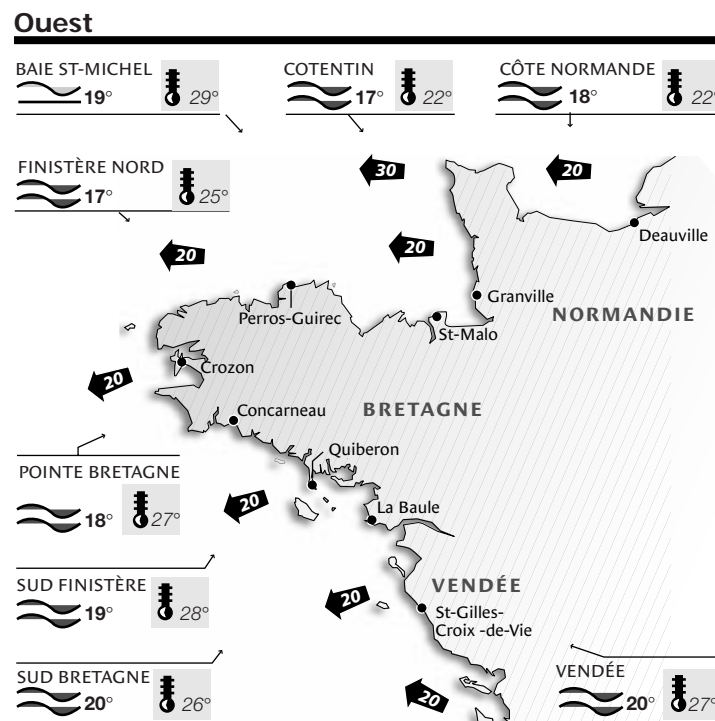 Ouest
BAIE ST-MICHEL
19° 29°
COTENTIN
17° 22°
CÔTE NORMANDE
18° 22°
FINISTÈRE NORD
17° 25°
30
20
20
20
Deauville
Granville
NORMANDIE
Perros-Guirec
St-Malo
Crozon
20
Concarneau
BRETAGNE
Quiberon
POINTE BRETAGNE
18° 27°
20
La Baule
SUD FINISTÈRE
19° 28°
VENDÉE
20
St-Gilles-
Croix -de-Vie
SUD BRETAGNE
20° 26°
VENDÉE
20° 27°
20